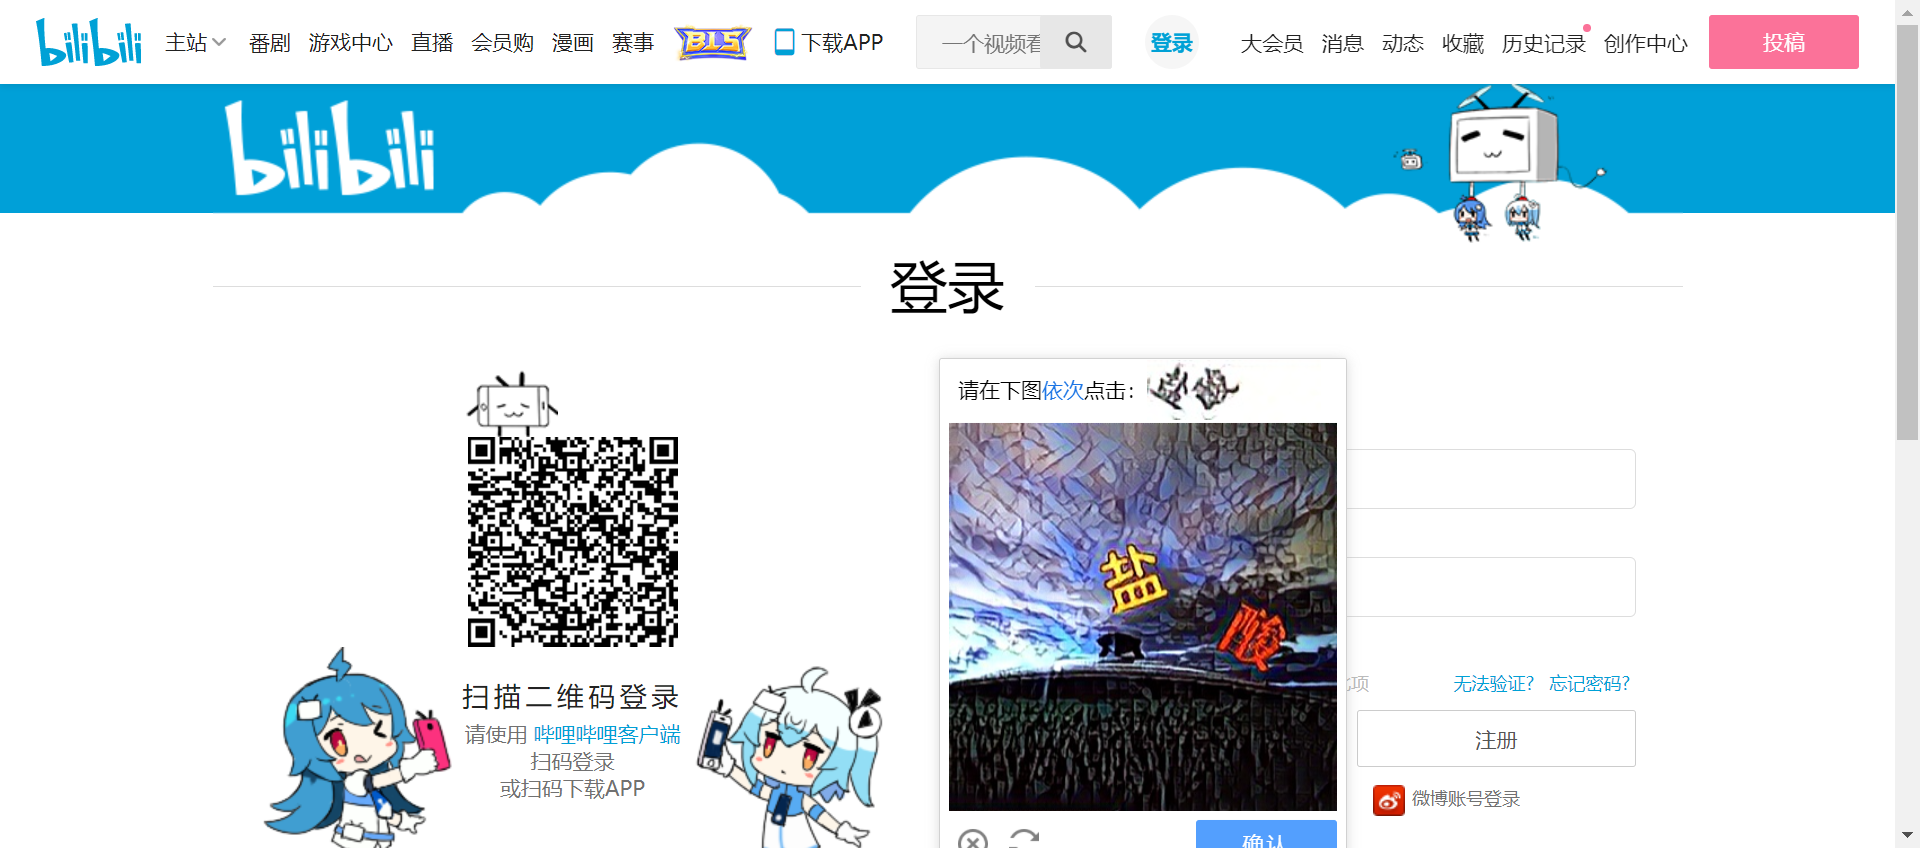 bilibili 主站 番剧 游戏中心 直播 会员购 漫画 赛事 下载APP 一个视频看 登录 大会员 消息 动态 收藏 历史记录 创作中心 投稿
bilibili
登录
请在下图依次点击：
盐
扫描二维码登录
请使用 哔哩哔哩客户端
扫码登录
或扫码下载APP
项 无法验证? 忘记密码?
注册
微博账号登录
确认